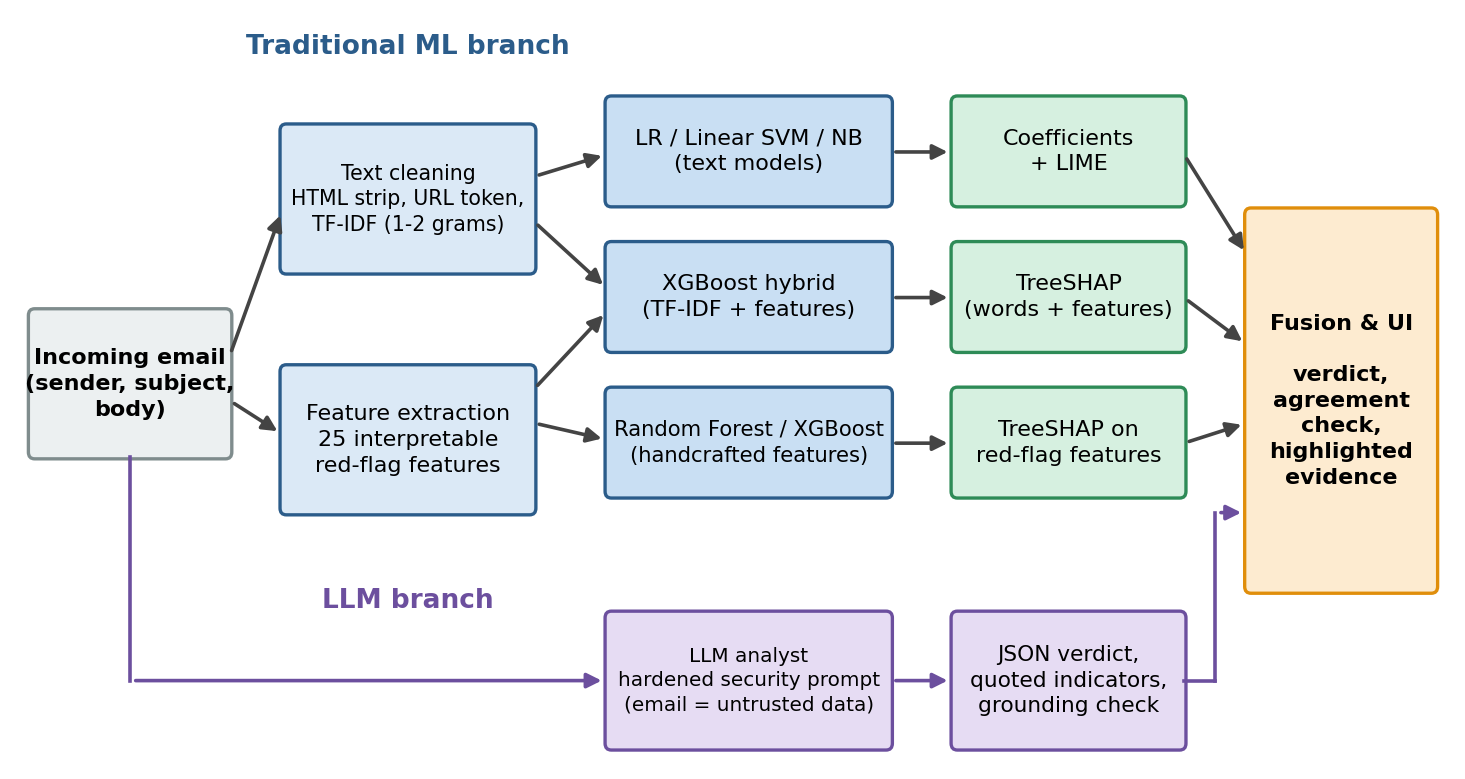 Traditional ML branch
Text cleaning
HTML strip, URL token,
TF-IDF (1-2 grams)
LR / Linear SVM / NB
(text models)
Coefficients
+ LIME
XGBoost hybrid
(TF-IDF + features)
TreeSHAP
(words + features)
Incoming email
(sender, subject,
body)
Feature extraction
25 interpretable
red-flag features
Random Forest / XGBoost
(handcrafted features)
TreeSHAP on
red-flag features
Fusion & UI
verdict,
agreement
check,
highlighted
evidence
LLM branch
LLM analyst
hardened security prompt
(email = untrusted data)
JSON verdict,
quoted indicators,
grounding check